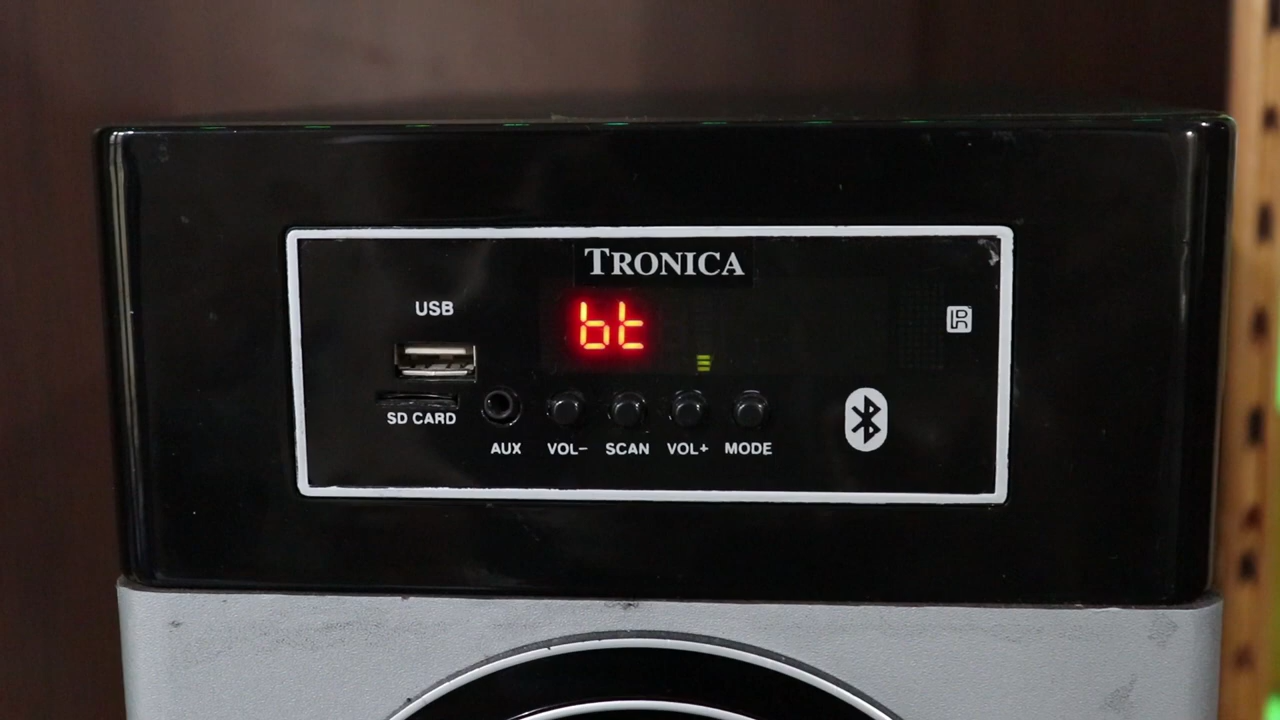 TRONICA
USB
bt
SD CARD
AUX VOL- SCAN VOL+ MODE